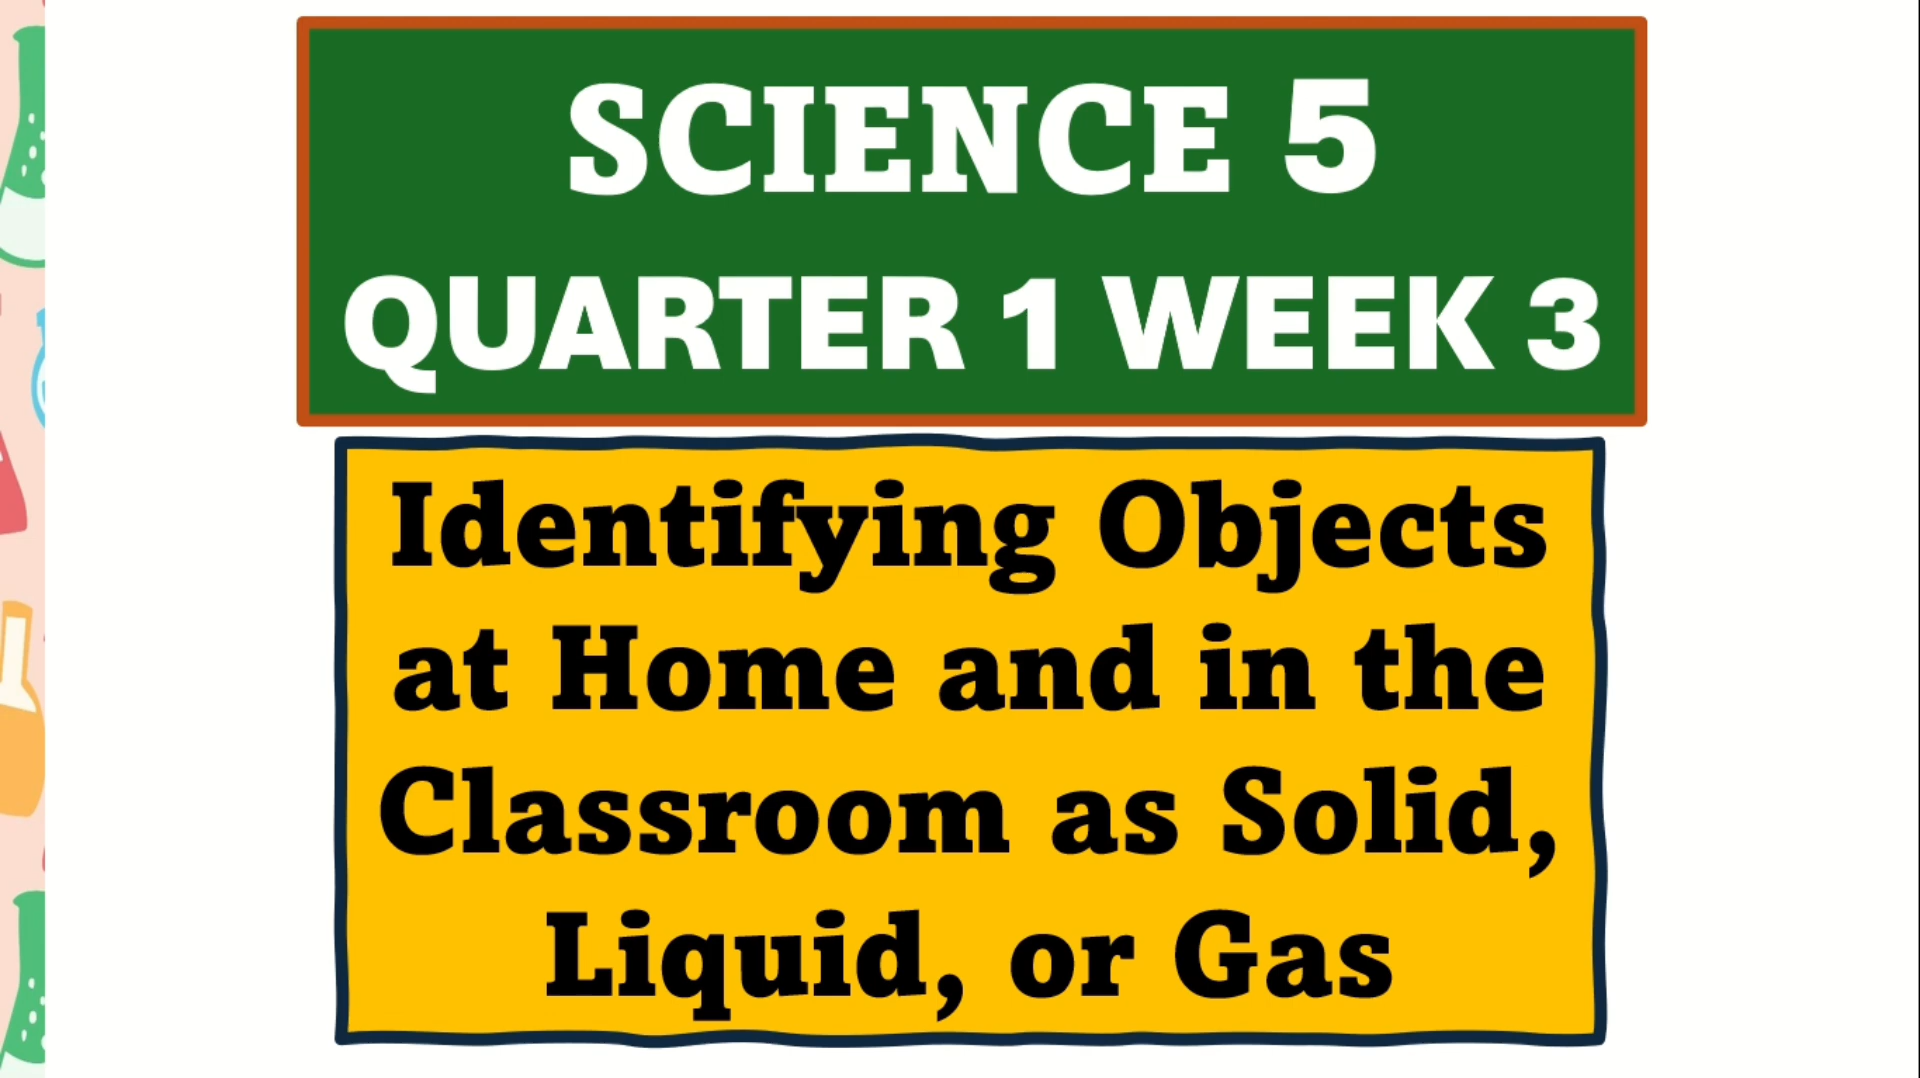 SCIENCE 5
QUARTER 1 WEEK 3
Identifying Objects
at Home and in the
Classroom as Solid,
Liquid, or Gas